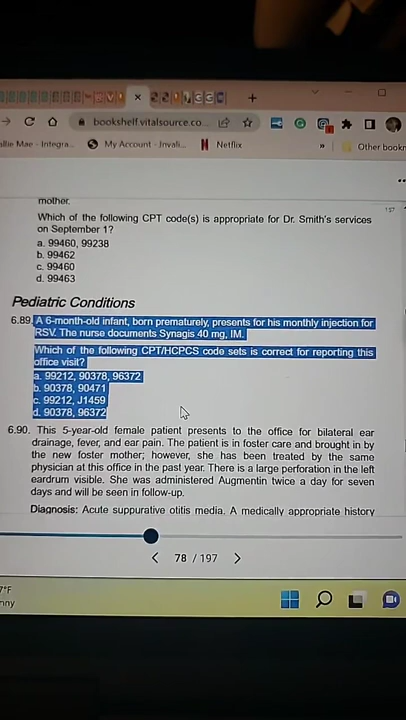 bookshelf.vitalsource.co...
allie Mae - Integra...
My Account - Invali...
Netflix
Other bookn
mother.
Which of the following CPT code(s) is appropriate for Dr. Smith's services
on September 1?
a. 99460, 99238
b. 99462
c. 99460
d. 99463
Pediatric Conditions
6.89. A 6-month-old infant, born prematurely, presents for his monthly injection for
RSV. The nurse documents Synagis 40 mg, IM.
Which of the following CPT/HCPCS code sets is correct for reporting this
office visit?
a. 99212, 90378, 96372
b. 90378, 90471
c. 99212, J1459
d. 90378, 96372
6.90. This 5-year-old female patient presents to the office for bilateral ear
drainage, fever, and ear pain. The patient is in foster care and brought in by
the new foster mother; however, she has been treated by the same
physician at this office in the past year. There is a large perforation in the left
eardrum visible. She was administered Augmentin twice a day for seven
days and will be seen in follow-up.
Diagnosis: Acute suppurative otitis media. A medically appropriate history
78 / 197
7°F
nny